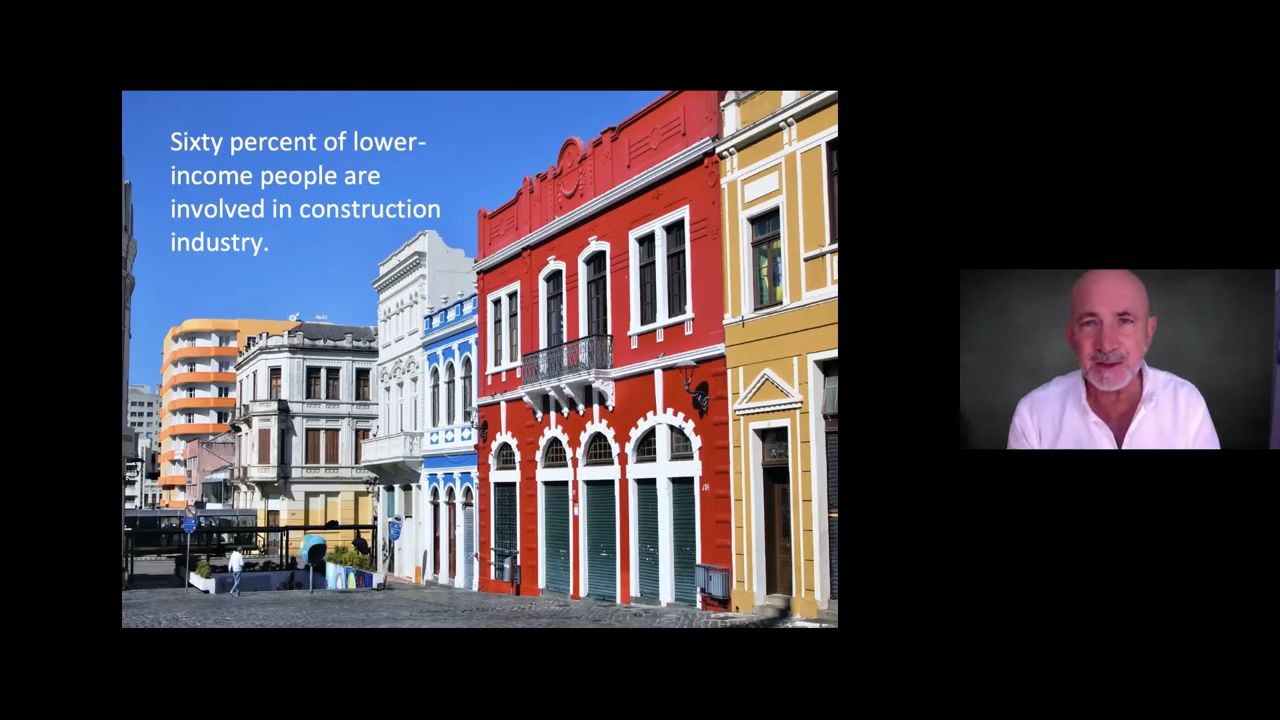 Sixty percent of lower-
income people are
involved in construction
industry.